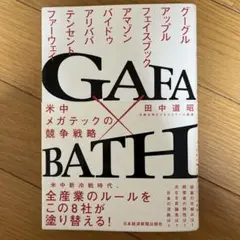 グーグル
アップル
フェイスブック
アマゾン
バイドゥ
アリババ
テンセント
ファーウェイ
GAFA
×
BATH
米中
メガテックの
競争戦略
田中道昭
米中新冷戦時代、
全産業のルールを
この8社が
塗り替える!
日本経済新聞出版社